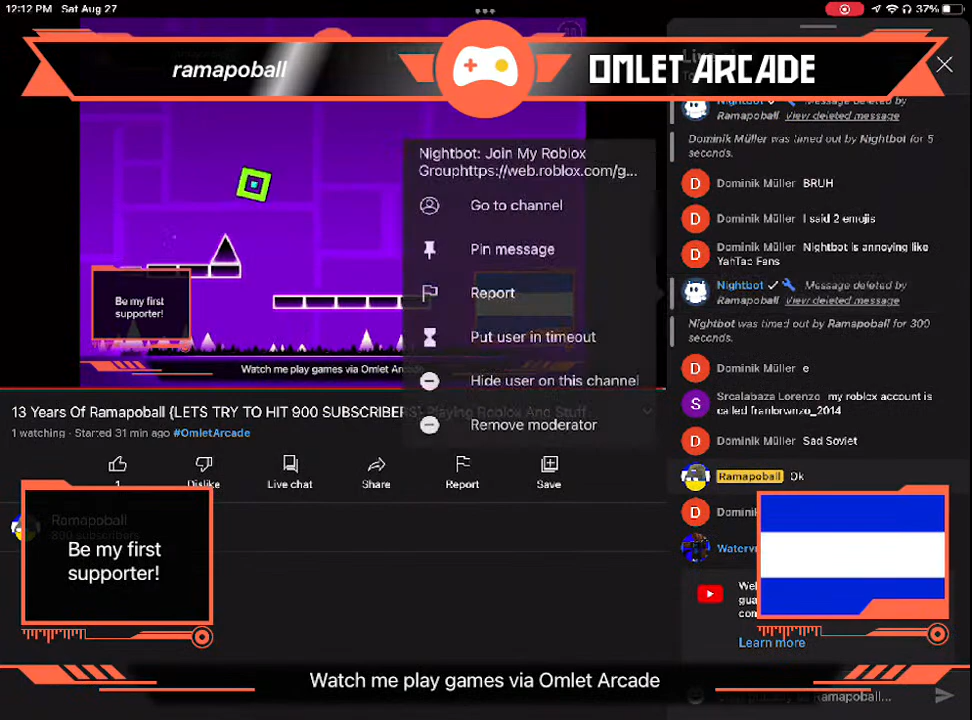 12:12 PM Sat Aug 27
37%
ramapoball
OMLET ARCADE
Nightbot
Message deleted by
Ramapoball View deleted message
Dominik Müller was timed out by Nightbot for 5
seconds.
Dominik Müller BRUH
Dominik Müller I said 2 emojis
Dominik Müller Nightbot is annoying like
YahTac Fans
Nightbot Message deleted by
Ramapoball View deleted message
Nightbot was timed out by Ramapoball for 300
seconds.
Dominik Müller e
Srcalabaza Lorenzo my roblox account is
called franlorwnzo_2014
Dominik Müller Sad Soviet
Ramapoball Ok
Learn more
Nightbot: Join My Roblox
Grouphttps://web.roblox.com/g...
Go to channel
Pin message
Report
Put user in timeout
Hide user on this channel
Remove moderator
Be my first
supporter!
Watch me play games via Omlet Arcade
13 Years Of Ramapoball {LETS TRY TO HIT 900 SUBSCRIBERS} Playing Roblox And Stuff
1 watching · Started 31 min ago #OmletArcade
1
Dislike
Live chat
Share
Report
Save
Ramapoball
Be my first
supporter!
Watch me play games via Omlet Arcade
Ramapoball...